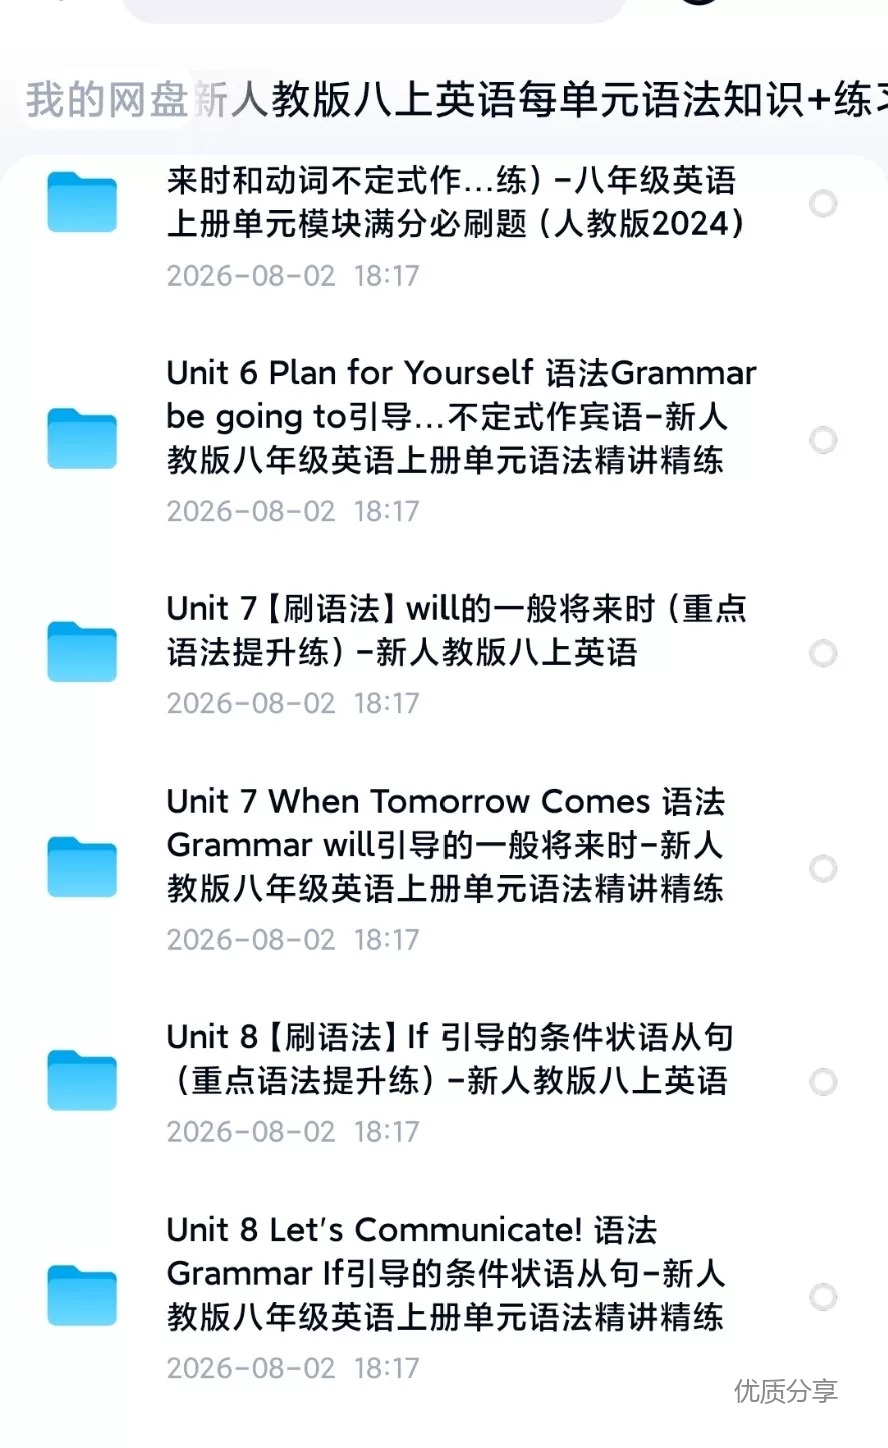 我的网盘新人教版八上英语每单元语法知识+练习
来时和动词不定式作...练）-八年级英语
上册单元模块满分必刷题（人教版2024）
2026-08-02 18:17
Unit 6 Plan for Yourself 语法Grammar
be going to引导...不定式作宾语-新人
教版八年级英语上册单元语法精讲精练
2026-08-02 18:17
Unit 7【刷语法】will的一般将来时（重点
语法提升练）-新人教版八上英语
2026-08-02 18:17
Unit 7 When Tomorrow Comes 语法
Grammar will引导的一般将来时-新人
教版八年级英语上册单元语法精讲精练
2026-08-02 18:17
Unit 8【刷语法】If 引导的条件状语从句
（重点语法提升练）-新人教版八上英语
2026-08-02 18:17
Unit 8 Let's Communicate! 语法
Grammar If引导的条件状语从句-新人
教版八年级英语上册单元语法精讲精练
2026-08-02 18:17
优质分享